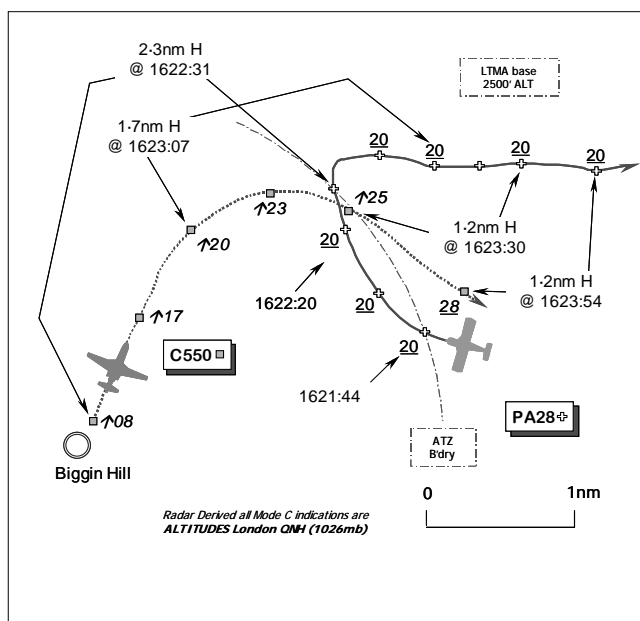 2·3nm H
@ 1622:31
LTMA base
2500' ALT
1·7nm H
@ 1623:07
20
20
20
20
↑23
↑25
↑20
20
1·2nm H
@ 1623:30
1622:20
1·2nm H
@ 1623:54
20
28
↑17
20
C550
1621:44
PA28
↑08
ATZ
B'dry
Biggin Hill
0
1nm
Radar Derived all Mode C indications are
ALTITUDES London QNH (1026mb)